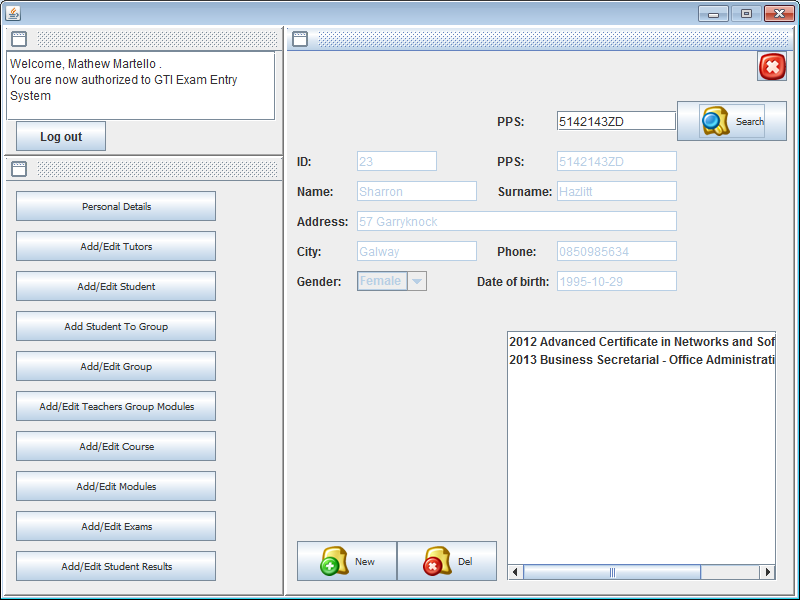 Welcome, Mathew Martello .
You are now authorized to GTI Exam Entry
System
Log out
Personal Details
Add/Edit Tutors
Add/Edit Student
Add Student To Group
Add/Edit Group
Add/Edit Teachers Group Modules
Add/Edit Course
Add/Edit Modules
Add/Edit Exams
Add/Edit Student Results
PPS: 5142143ZD Search
ID: 23 PPS: 5142143ZD
Name: Sharron Surname: Hazlitt
Address: 57 Garryknock
City: Galway Phone: 0850985634
Gender: Female Date of birth: 1995-10-29
2012 Advanced Certificate in Networks and Sof
2013 Business Secretarial - Office Administrati
New Del